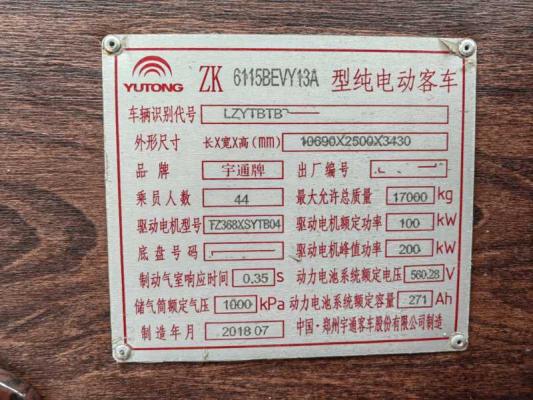 YUTONG ZK 6115BEVY13A 型纯电动客车
车辆识别代号 LZYTBTB
外形尺寸 长X宽X高(mm) 10690X2500X3430
品牌 宇通牌 出厂编号
乘员人数 44 最大允许总质量 17000 kg
驱动电机型号 TZ368XSYTB04 驱动电机额定功率 100 kW
底盘号码 驱动电机峰值功率 200 kW
制动气室响应时间 0.35 S 动力电池系统额定电压 560.28 V
储气筒额定气压 1000 kPa 动力电池系统额定容量 271 Ah
制造年月 2018.07 中国·郑州宇通客车股份有限公司制造